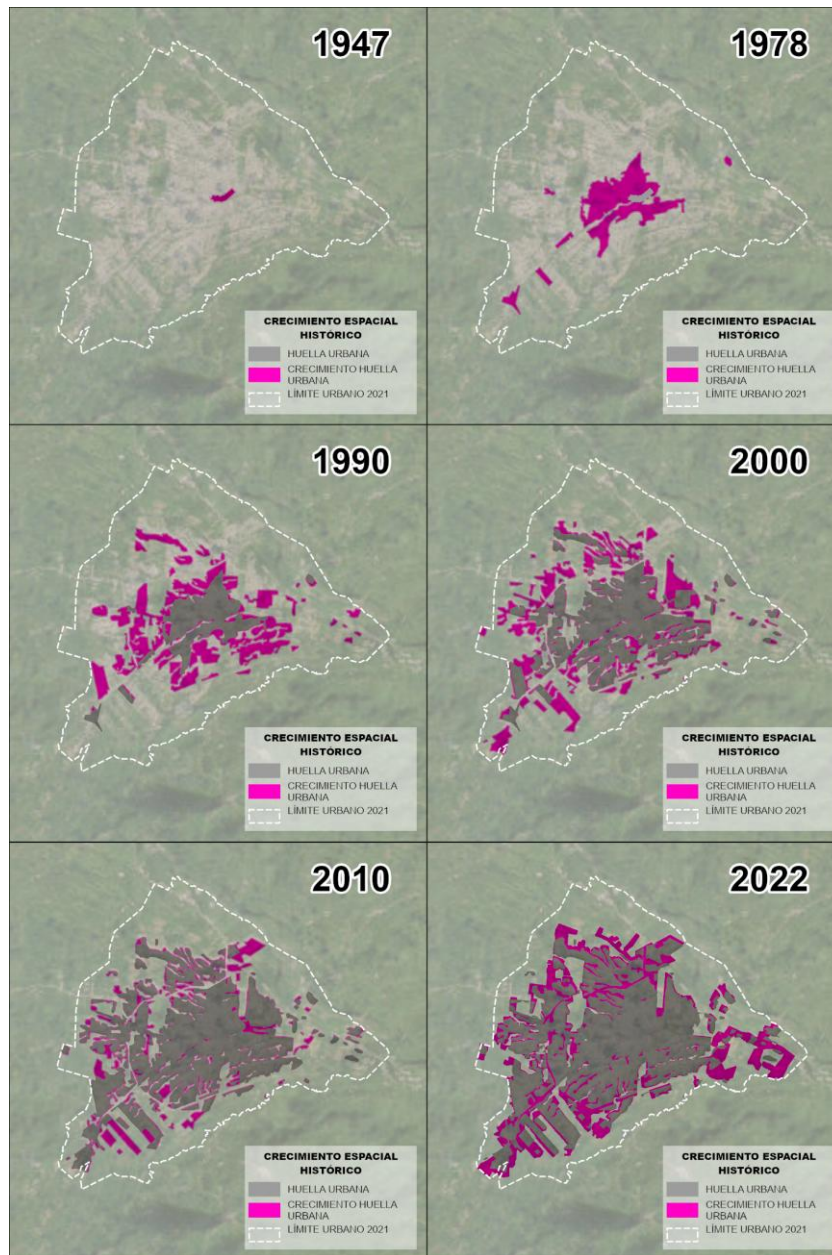 1947
CRECIMIENTO ESPACIAL
HISTÓRICO
HUELLA URBANA
CRECIMIENTO HUELLA
URBANA
LÍMITE URBANO 2021
1978
CRECIMIENTO ESPACIAL
HISTÓRICO
HUELLA URBANA
CRECIMIENTO HUELLA
URBANA
LÍMITE URBANO 2021
1990
CRECIMIENTO ESPACIAL
HISTÓRICO
HUELLA URBANA
CRECIMIENTO HUELLA
URBANA
LÍMITE URBANO 2021
2000
CRECIMIENTO ESPACIAL
HISTÓRICO
HUELLA URBANA
CRECIMIENTO HUELLA
URBANA
LÍMITE URBANO 2021
2010
CRECIMIENTO ESPACIAL
HISTÓRICO
HUELLA URBANA
CRECIMIENTO HUELLA
URBANA
LÍMITE URBANO 2021
2022
CRECIMIENTO ESPACIAL
HISTÓRICO
HUELLA URBANA
CRECIMIENTO HUELLA
URBANA
LÍMITE URBANO 2021